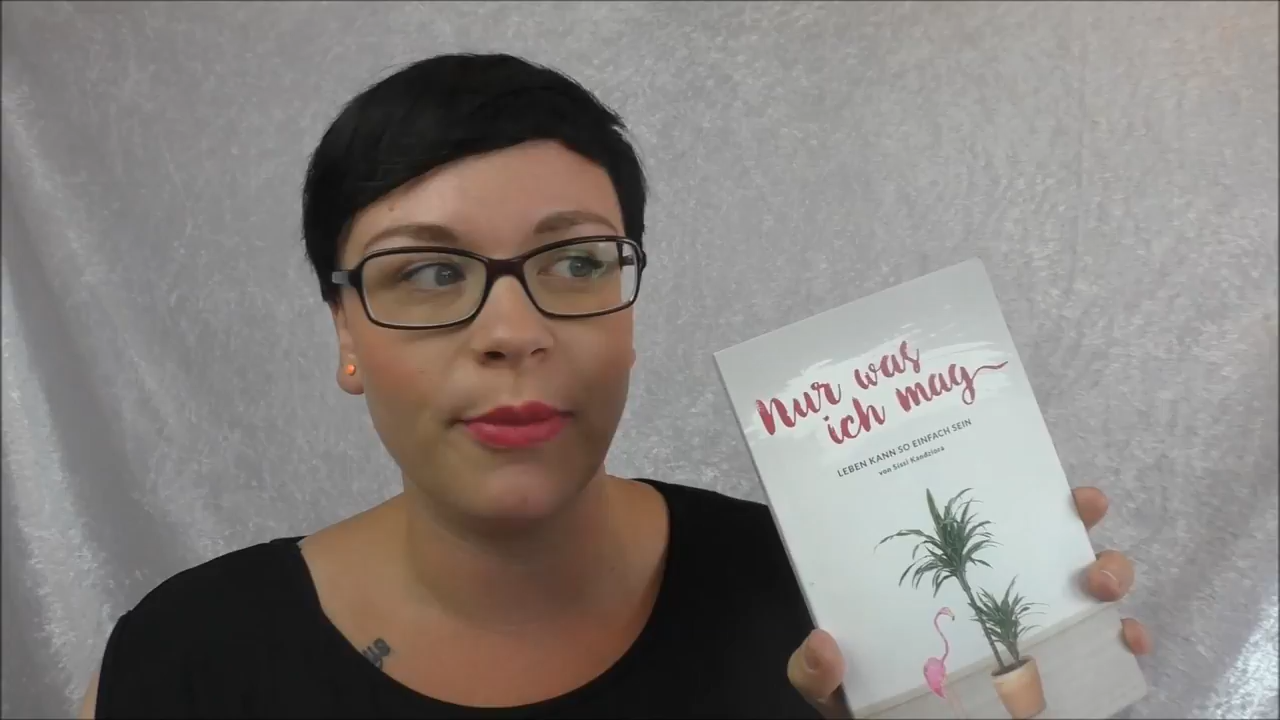 Nur was
ich mag
LEBEN KANN SO EINFACH SEIN
von Sissi Kandziora